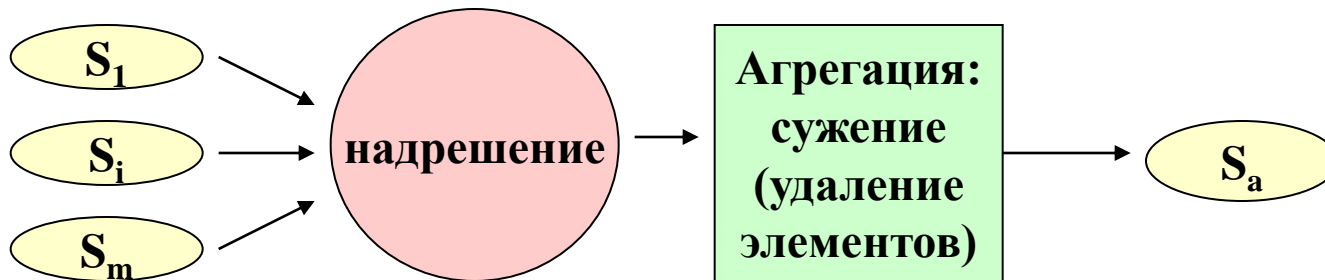 S₁
Sᵢ
Sₘ
надрешение
Агрегация:
сужение
(удаление
элементов)
Sₐ